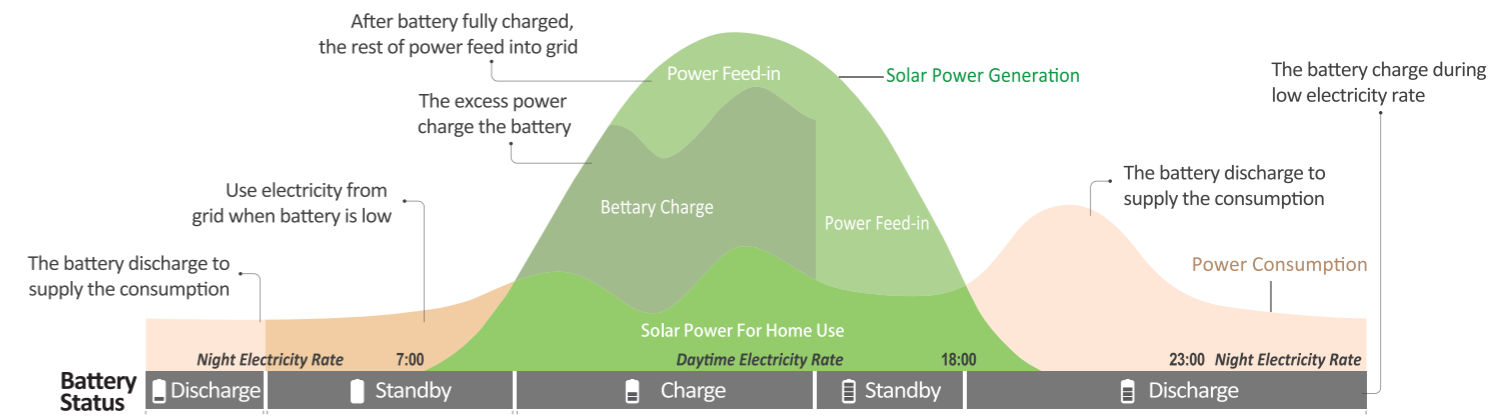 After battery fully charged,
the rest of power feed into grid
Power Feed-in
Solar Power Generation
The battery charge during
low electricity rate
The excess power
charge the battery
The battery discharge to
supply the consumption
Use electricity from
grid when battery is low
Bettary Charge
Power Feed-in
The battery discharge to
supply the consumption
Power Consumption
Solar Power For Home Use
Night Electricity Rate
7:00
Daytime Electricity Rate
18:00
23:00
Night Electricity Rate
Battery
Status
Discharge
Standby
Charge
Standby
Discharge